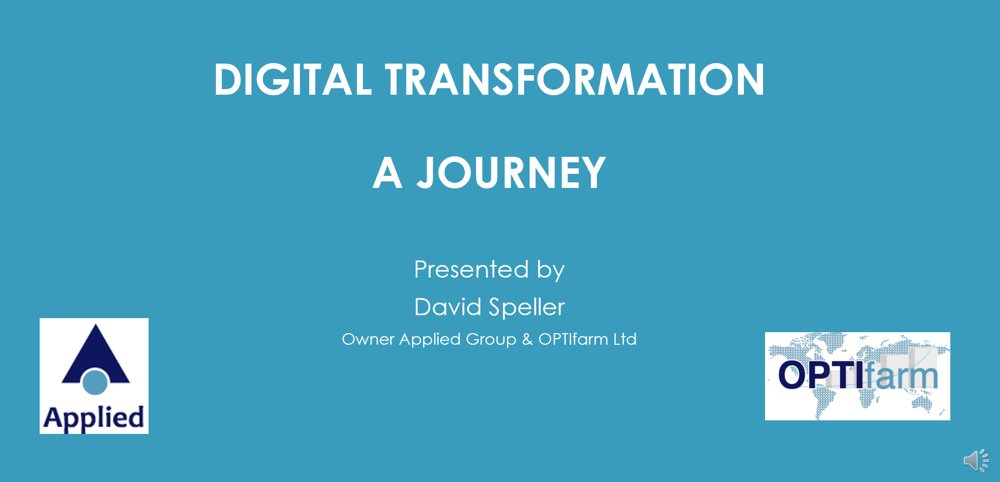 DIGITAL TRANSFORMATION
A JOURNEY
Presented by
David Speller
Owner Applied Group & OPTIfarm Ltd
Applied
OPTIfarm